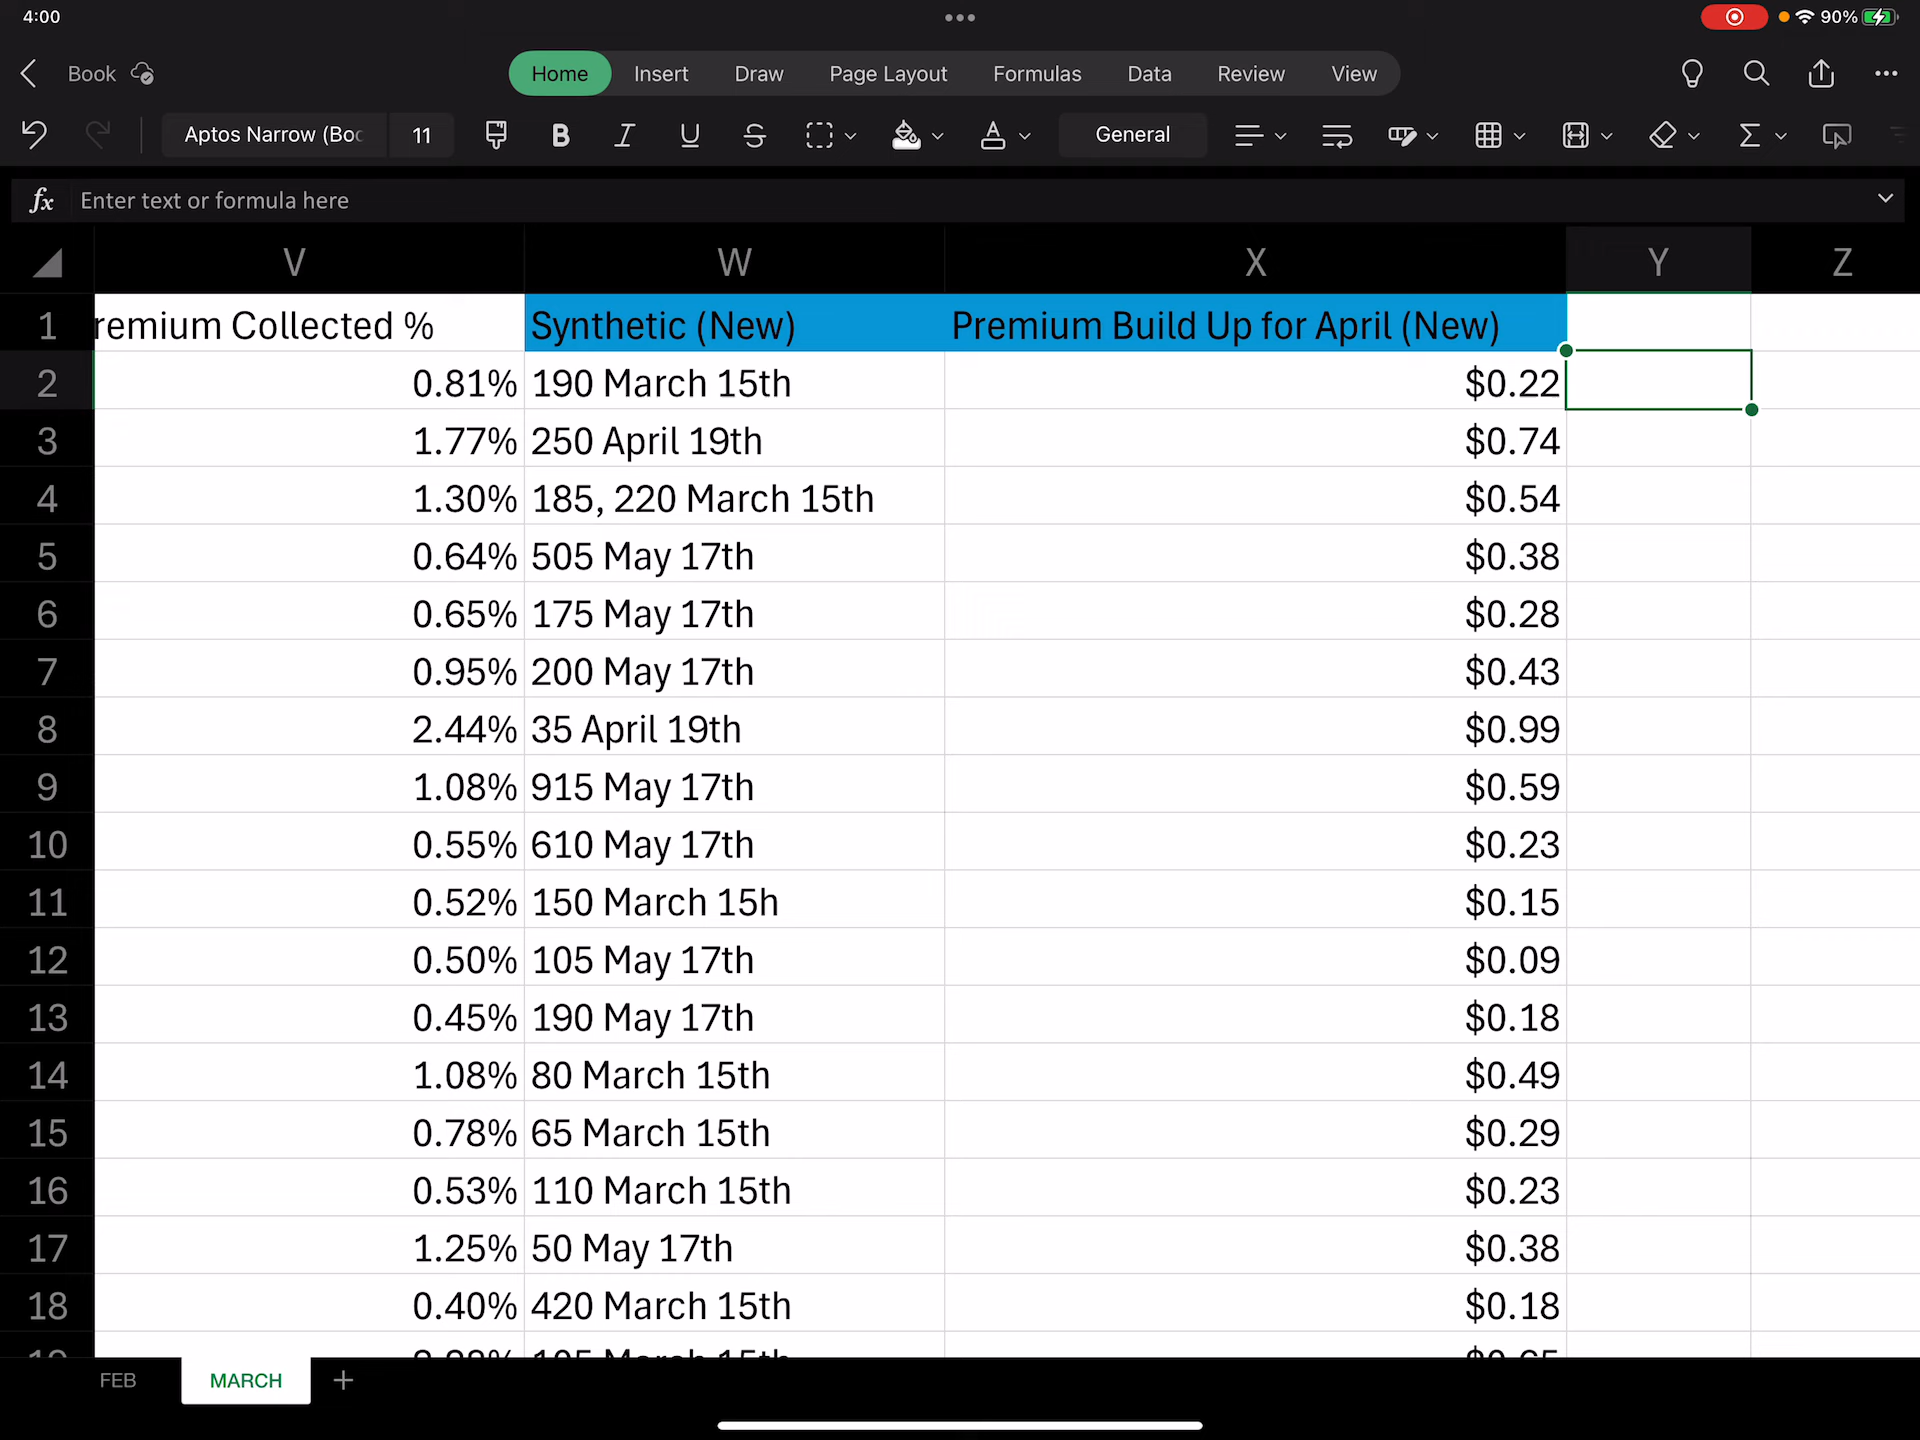 4:00
90%
Book
Home Insert Draw Page Layout Formulas Data Review View
Aptos Narrow (Boc 11 B I U S General
fx Enter text or formula here
V W X Y Z
1 remium Collected % Synthetic (New) Premium Build Up for April (New)
2 0.81% 190 March 15th $0.22
3 1.77% 250 April 19th $0.74
4 1.30% 185, 220 March 15th $0.54
5 0.64% 505 May 17th $0.38
6 0.65% 175 May 17th $0.28
7 0.95% 200 May 17th $0.43
8 2.44% 35 April 19th $0.99
9 1.08% 915 May 17th $0.59
10 0.55% 610 May 17th $0.23
11 0.52% 150 March 15h $0.15
12 0.50% 105 May 17th $0.09
13 0.45% 190 May 17th $0.18
14 1.08% 80 March 15th $0.49
15 0.78% 65 March 15th $0.29
16 0.53% 110 March 15th $0.23
17 1.25% 50 May 17th $0.38
18 0.40% 420 March 15th $0.18
FEB MARCH